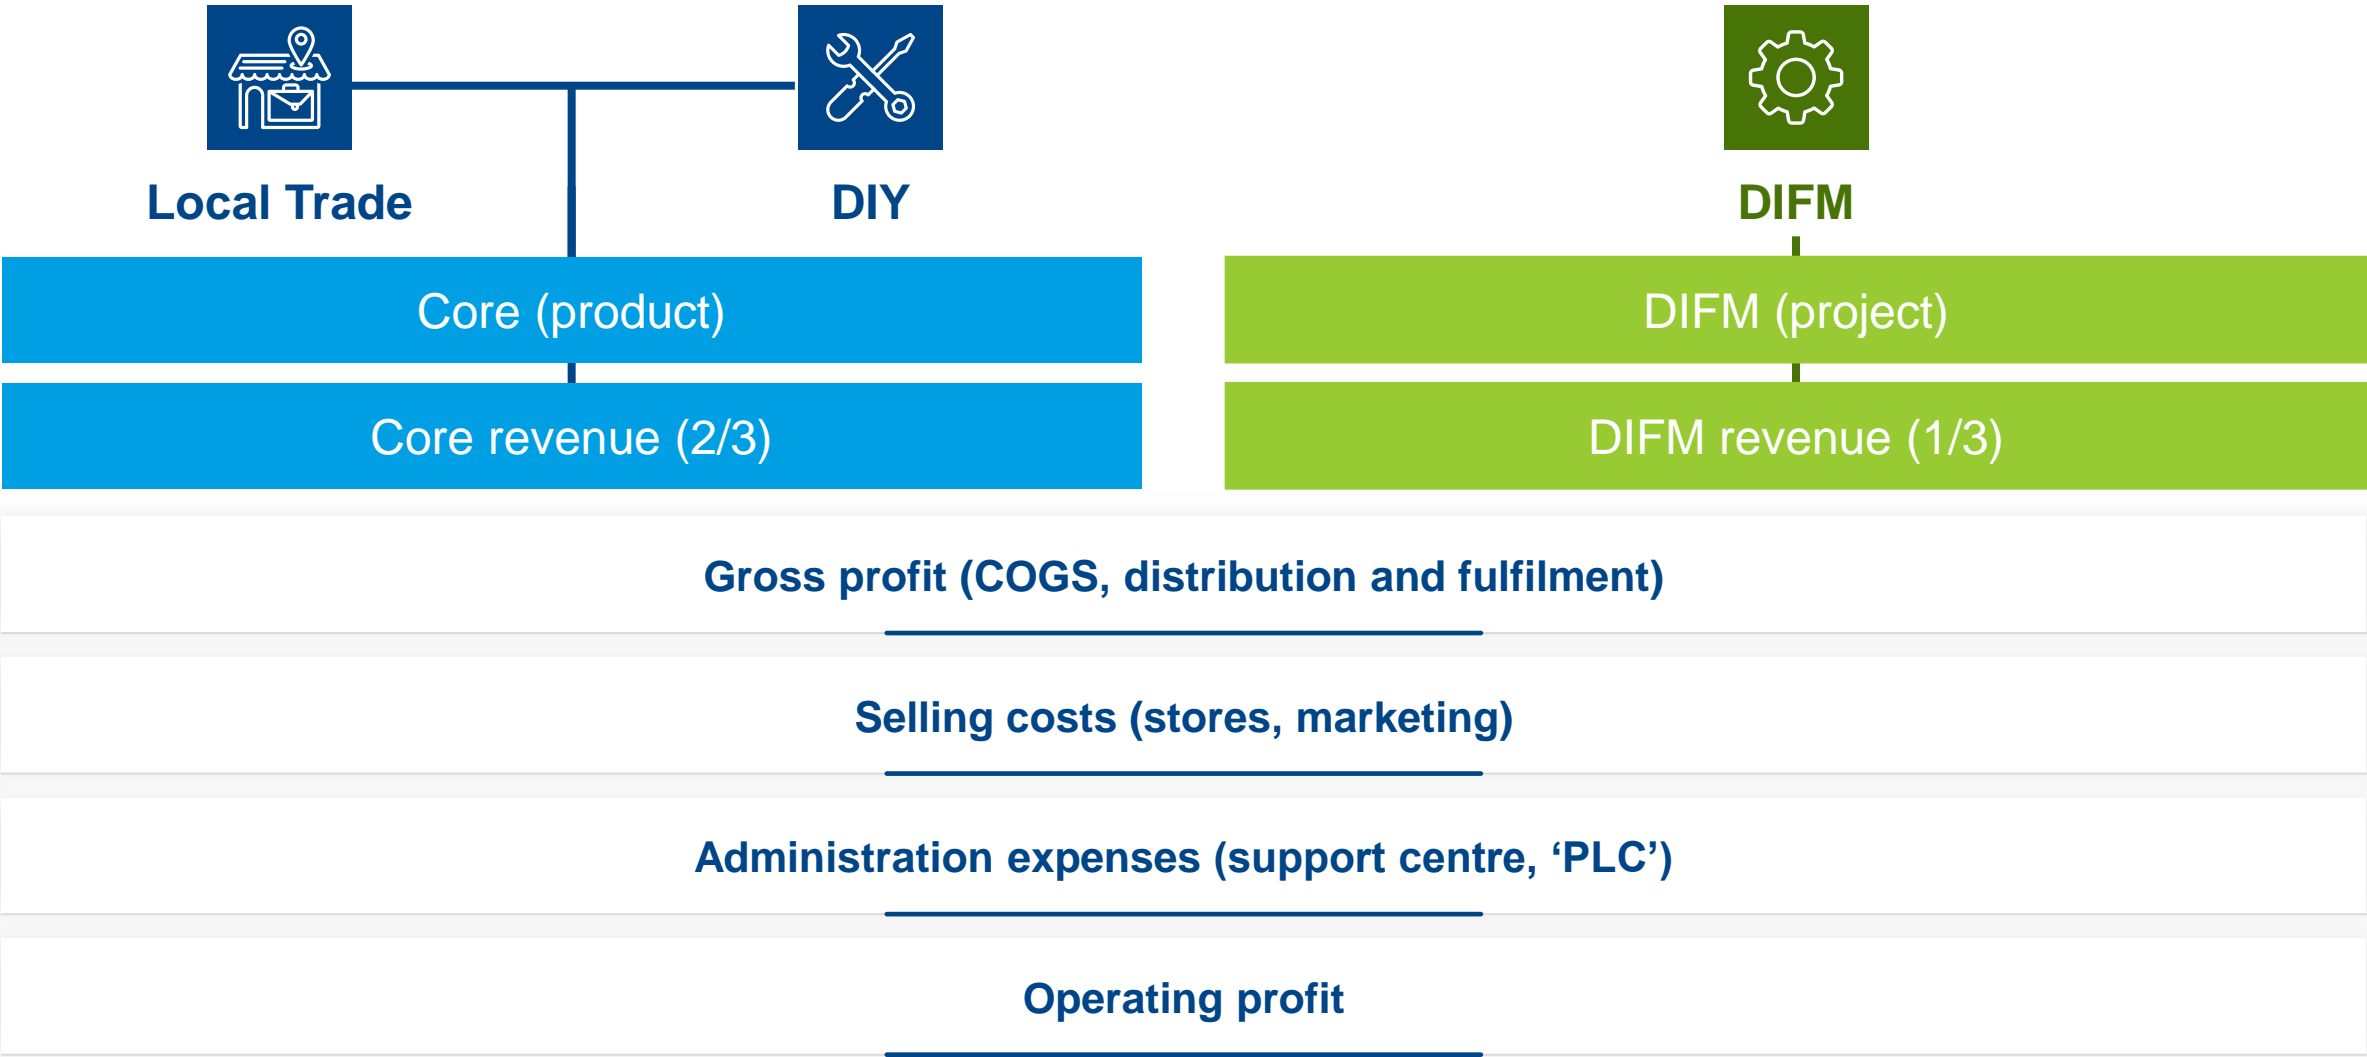 Local Trade
DIY
DIFM
Core (product)
DIFM (project)
Core revenue (2/3)
DIFM revenue (1/3)
Gross profit (COGS, distribution and fulfilment)
Selling costs (stores, marketing)
Administration expenses (support centre, ‘PLC’)
Operating profit